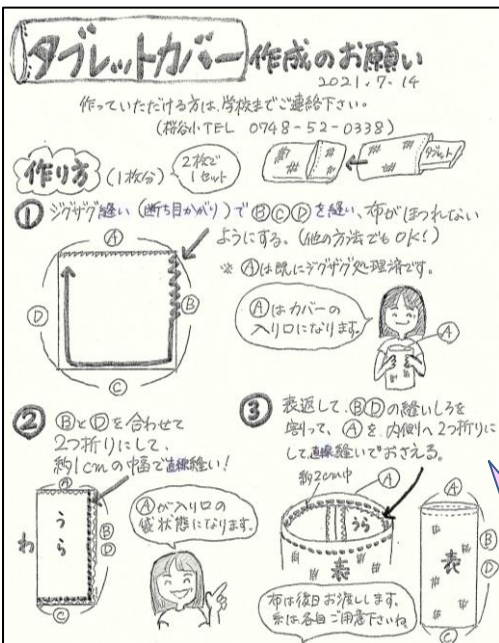 タブレットカバー作成のお願い
2021.7.14
作っていただける方は、学校までご連絡下さい。
(桜谷小TEL 0748-52-0338)
作り方 (1枚分) 2枚で1セット
タブレット
① ジグザグ縫い(断ち目かがり)でⒷⒸⒹを縫い、布がほつれない
ようにする。(他の方法でもOK!)
※Ⓐは既にジグザグ処理済です。
Ⓐ
Ⓓ
Ⓑ
Ⓒ
Ⓐはカバーの
入り口になります。
Ⓐ
② ⒷとⒹを合わせて
2つ折りにして、
約1cmの幅で直線縫い!
Ⓐ
わ
うら
Ⓑ
Ⓓ
Ⓒ
Ⓐが入り口の
袋状態になります。
③ 表返して、ⒷⒹの縫いしろを
割って、Ⓐを、内側へ2つ折りに
して直線縫いでおさえる。
約2cm巾
Ⓐ
うら
表
Ⓐ
表
Ⓑ
Ⓓ
Ⓒ
布は後日お渡しします。
糸は各自ご用意下さいね